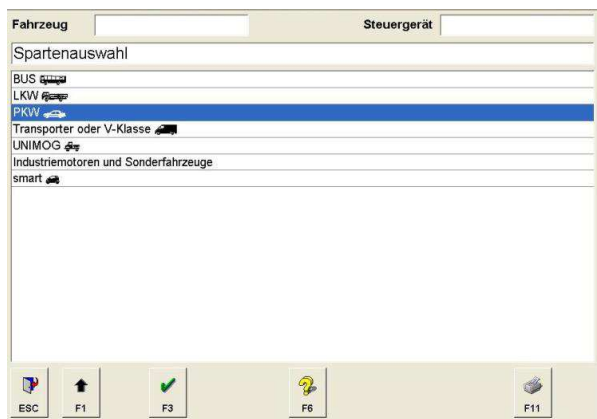 Fahrzeug Steuergerät
Spartenauswahl
BUS
LKW
PKW
Transporter oder V-Klasse
UNIMOG
Industriemotoren und Sonderfahrzeuge
smart
ESC F1 F3 F6 F11